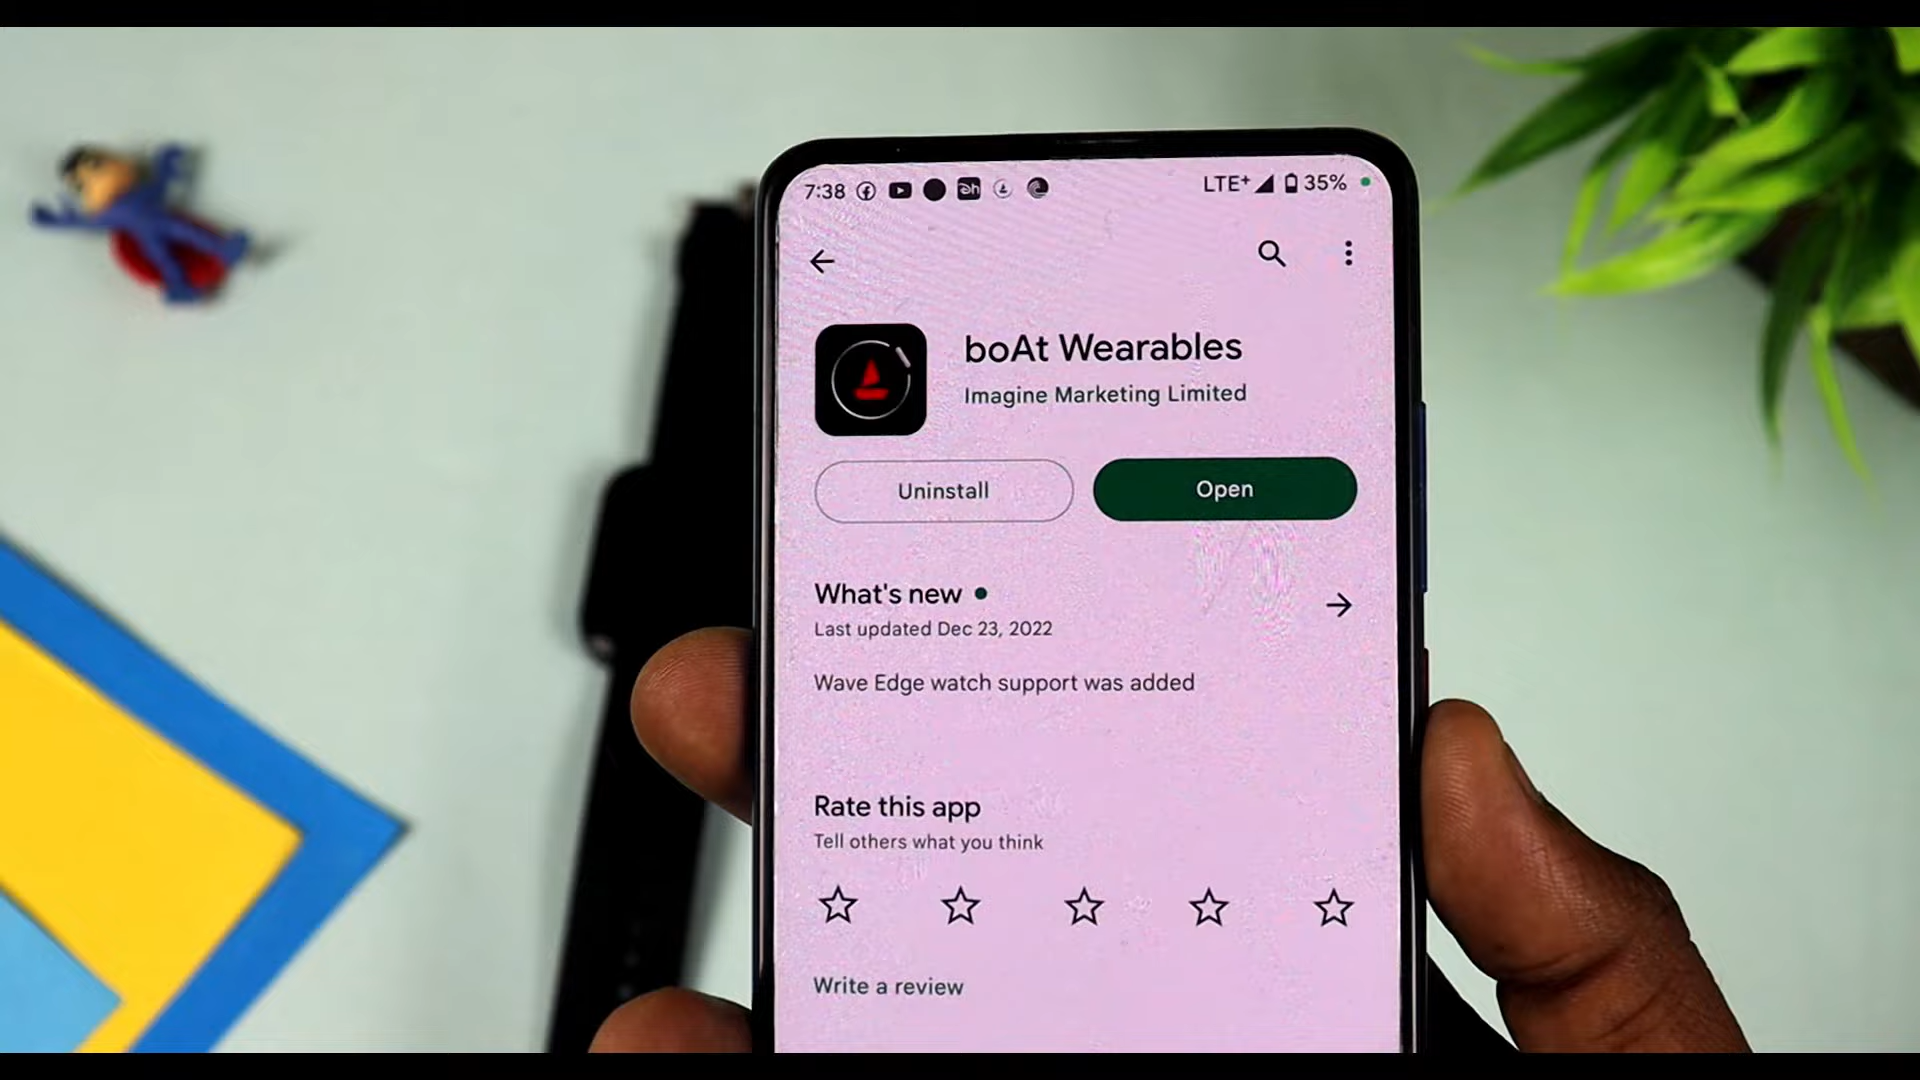 7:38 LTE+ 35%
boAt Wearables
Imagine Marketing Limited
Uninstall Open
What's new
Last updated Dec 23, 2022
Wave Edge watch support was added
Rate this app
Tell others what you think
Write a review